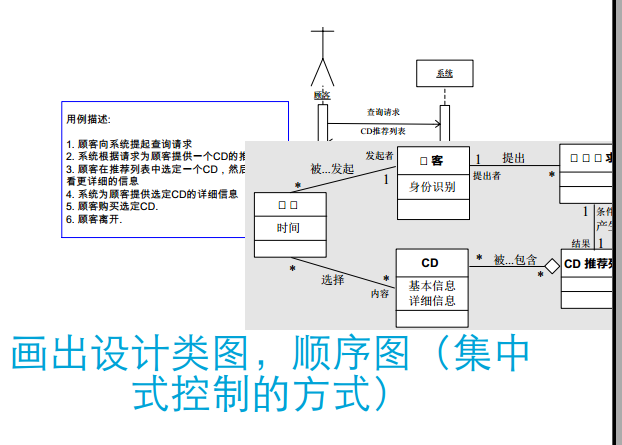 顾客
系统
查询请求
CD推荐列表
用例描述:
1. 顾客向系统提起查询请求
2. 系统根据请求为顾客提供一个CD的推
3. 顾客在推荐列表中选定一个CD，然后
看更详细的信息
4. 系统为顾客提供选定CD的详细信息
5. 顾客购买选定CD.
6. 顾客离开.
发起者
被...发起
1
*
客
身份识别
1
提出
提出者
*
求
时间
1
条件
产生
结果
1
*
选择
*
内容
CD
基本信息
详细信息
*
被...包含
*
CD 推荐列
画出设计类图，顺序图（集中
式控制的方式）